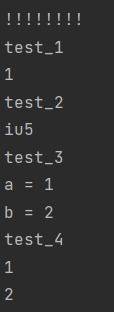 !!!!!!!!
test_1
1
test_2
iu5
test_3
a = 1
b = 2
test_4
1
2